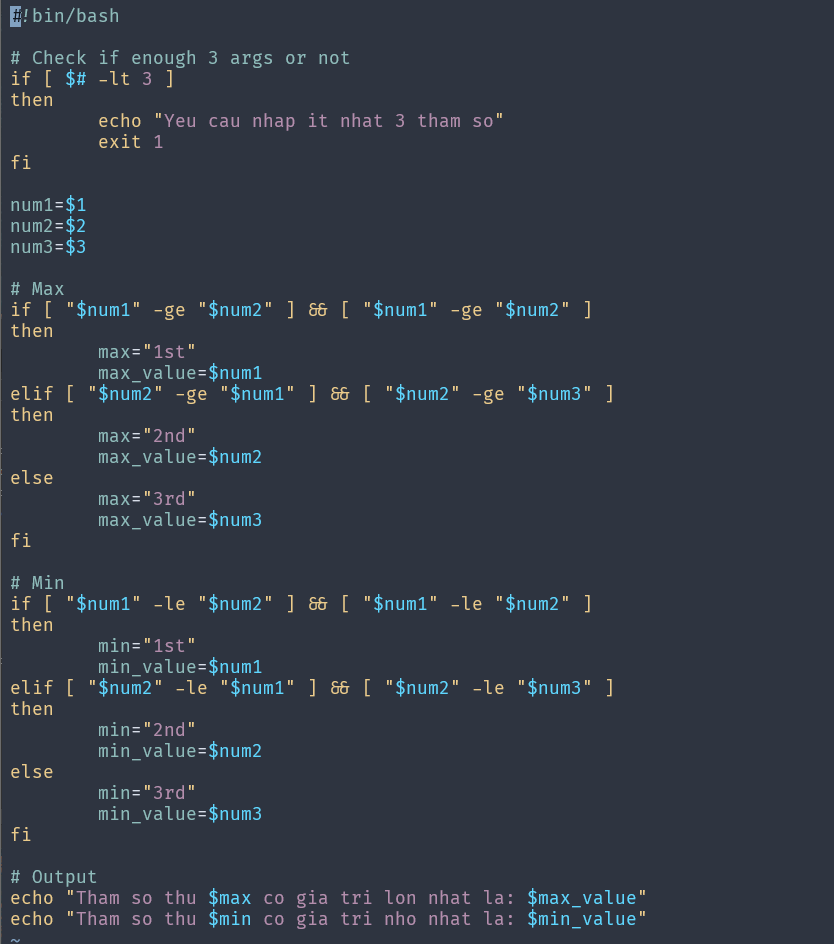 #!bin/bash

# Check if enough 3 args or not
if [ $# -lt 3 ]
then
        echo "Yeu cau nhap it nhat 3 tham so"
        exit 1
fi

num1=$1
num2=$2
num3=$3

# Max
if [ "$num1" -ge "$num2" ] && [ "$num1" -ge "$num2" ]
then
        max="1st"
        max_value=$num1
elif [ "$num2" -ge "$num1" ] && [ "$num2" -ge "$num3" ]
then
        max="2nd"
        max_value=$num2
else
        max="3rd"
        max_value=$num3
fi

# Min
if [ "$num1" -le "$num2" ] && [ "$num1" -le "$num2" ]
then
        min="1st"
        min_value=$num1
elif [ "$num2" -le "$num1" ] && [ "$num2" -le "$num3" ]
then
        min="2nd"
        min_value=$num2
else
        min="3rd"
        min_value=$num3
fi

# Output
echo "Tham so thu $max co gia tri lon nhat la: $max_value"
echo "Tham so thu $min co gia tri nho nhat la: $min_value"
~